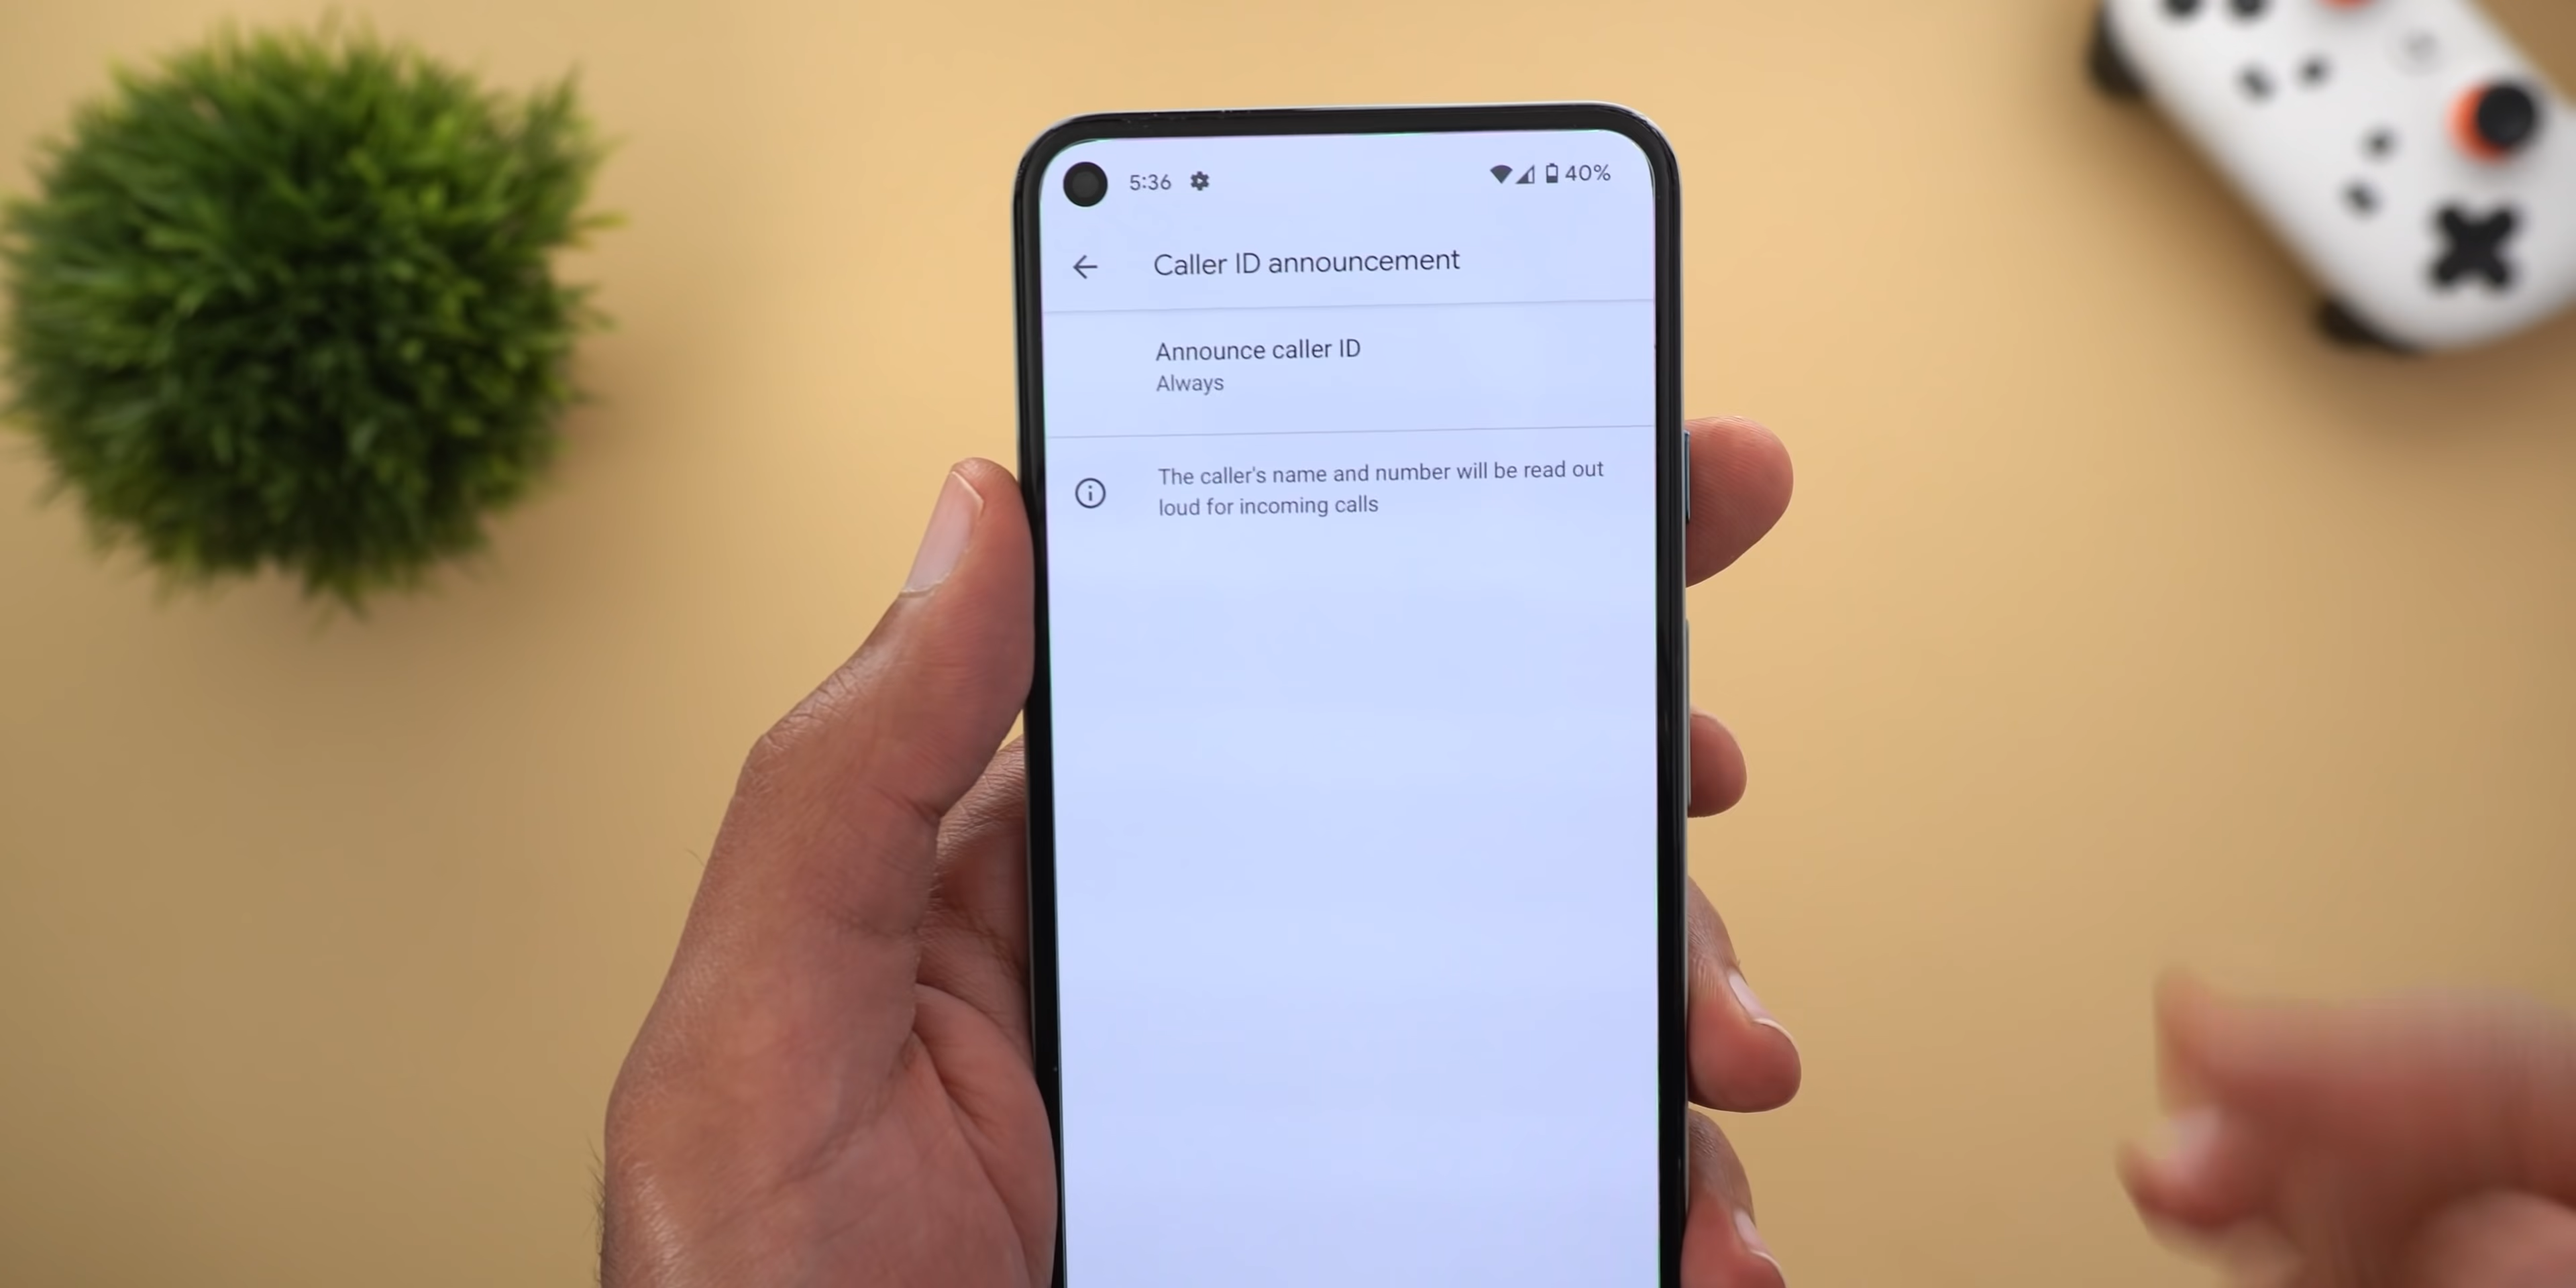 5:36
40%
Caller ID announcement
Announce caller ID
Always
The caller's name and number will be read out
loud for incoming calls